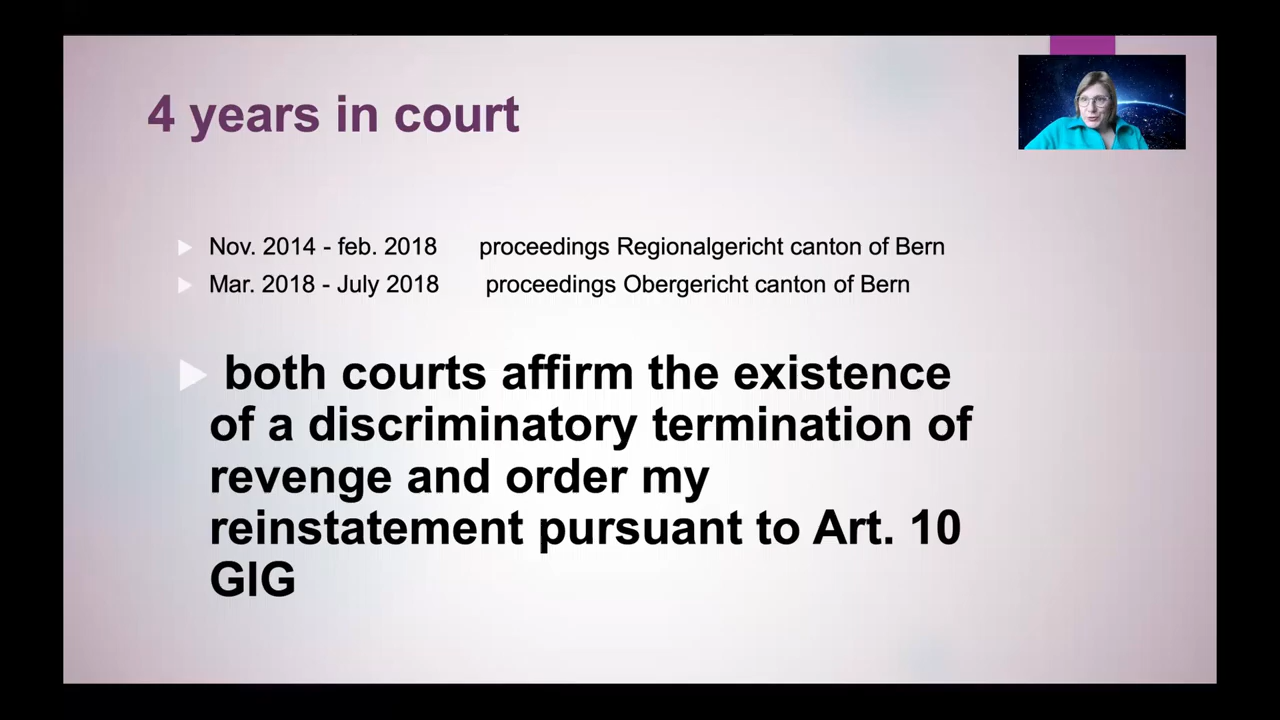 4 years in court
Nov. 2014 - feb. 2018 proceedings Regionalgericht canton of Bern
Mar. 2018 - July 2018 proceedings Obergericht canton of Bern
both courts affirm the existence
of a discriminatory termination of
revenge and order my
reinstatement pursuant to Art. 10
GIG